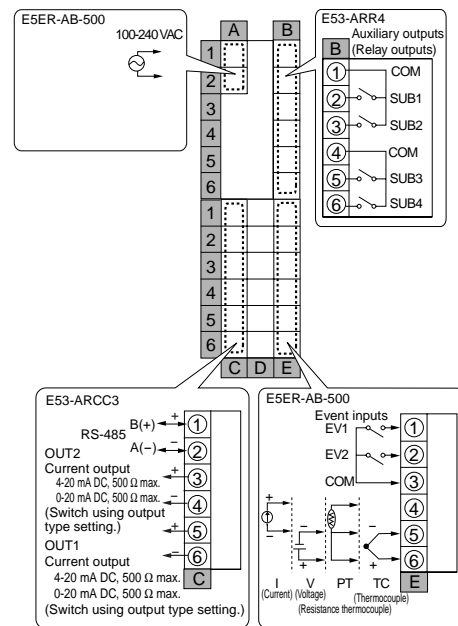 E5ER-AB-500
100-240 VAC
A
B
1
2
3
4
5
6
1
2
3
4
5
6
C D E
E53-ARR4
Auxiliary outputs
(Relay outputs)
B
1 COM
2 SUB1
3 SUB2
4 COM
5 SUB3
6 SUB4
E53-ARCC3
RS-485
B(+) + 1
A(−) − 2
OUT2
Current output
4-20 mA DC, 500 Ω max.
0-20 mA DC, 500 Ω max.
(Switch using output
type setting.)
+ 3
− 4
+ 5
− 6
OUT1
Current output
4-20 mA DC, 500 Ω max.
0-20 mA DC, 500 Ω max.
(Switch using output type setting.)
C
E5ER-AB-500
Event inputs
EV1 1
EV2 2
COM 3
4
5
6
E
+ − − −
+ +
I V PT TC
(Current) (Voltage) (Thermocouple)
(Resistance thermocouple)